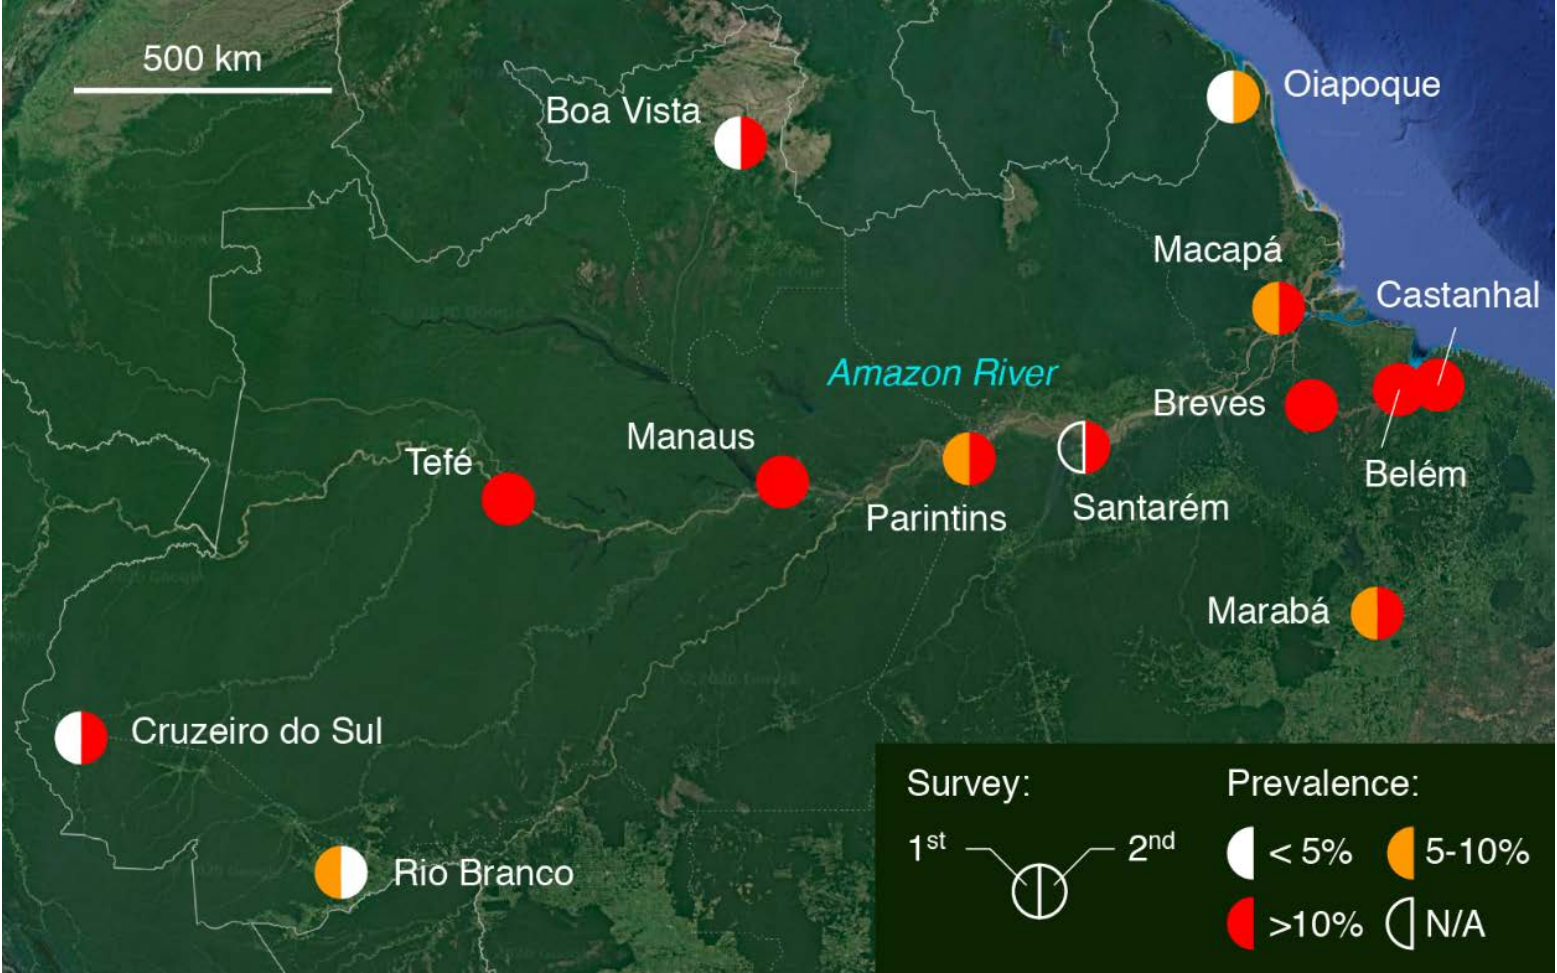 500 km
Boa Vista
Oiapoque
Macapá
Castanhal
Amazon River
Breves
Manaus
Tefé
Belém
Parintins
Santarém
Marabá
Cruzeiro do Sul
Rio Branco
Survey:
1st
2nd
Prevalence:
< 5%
5-10%
>10%
N/A